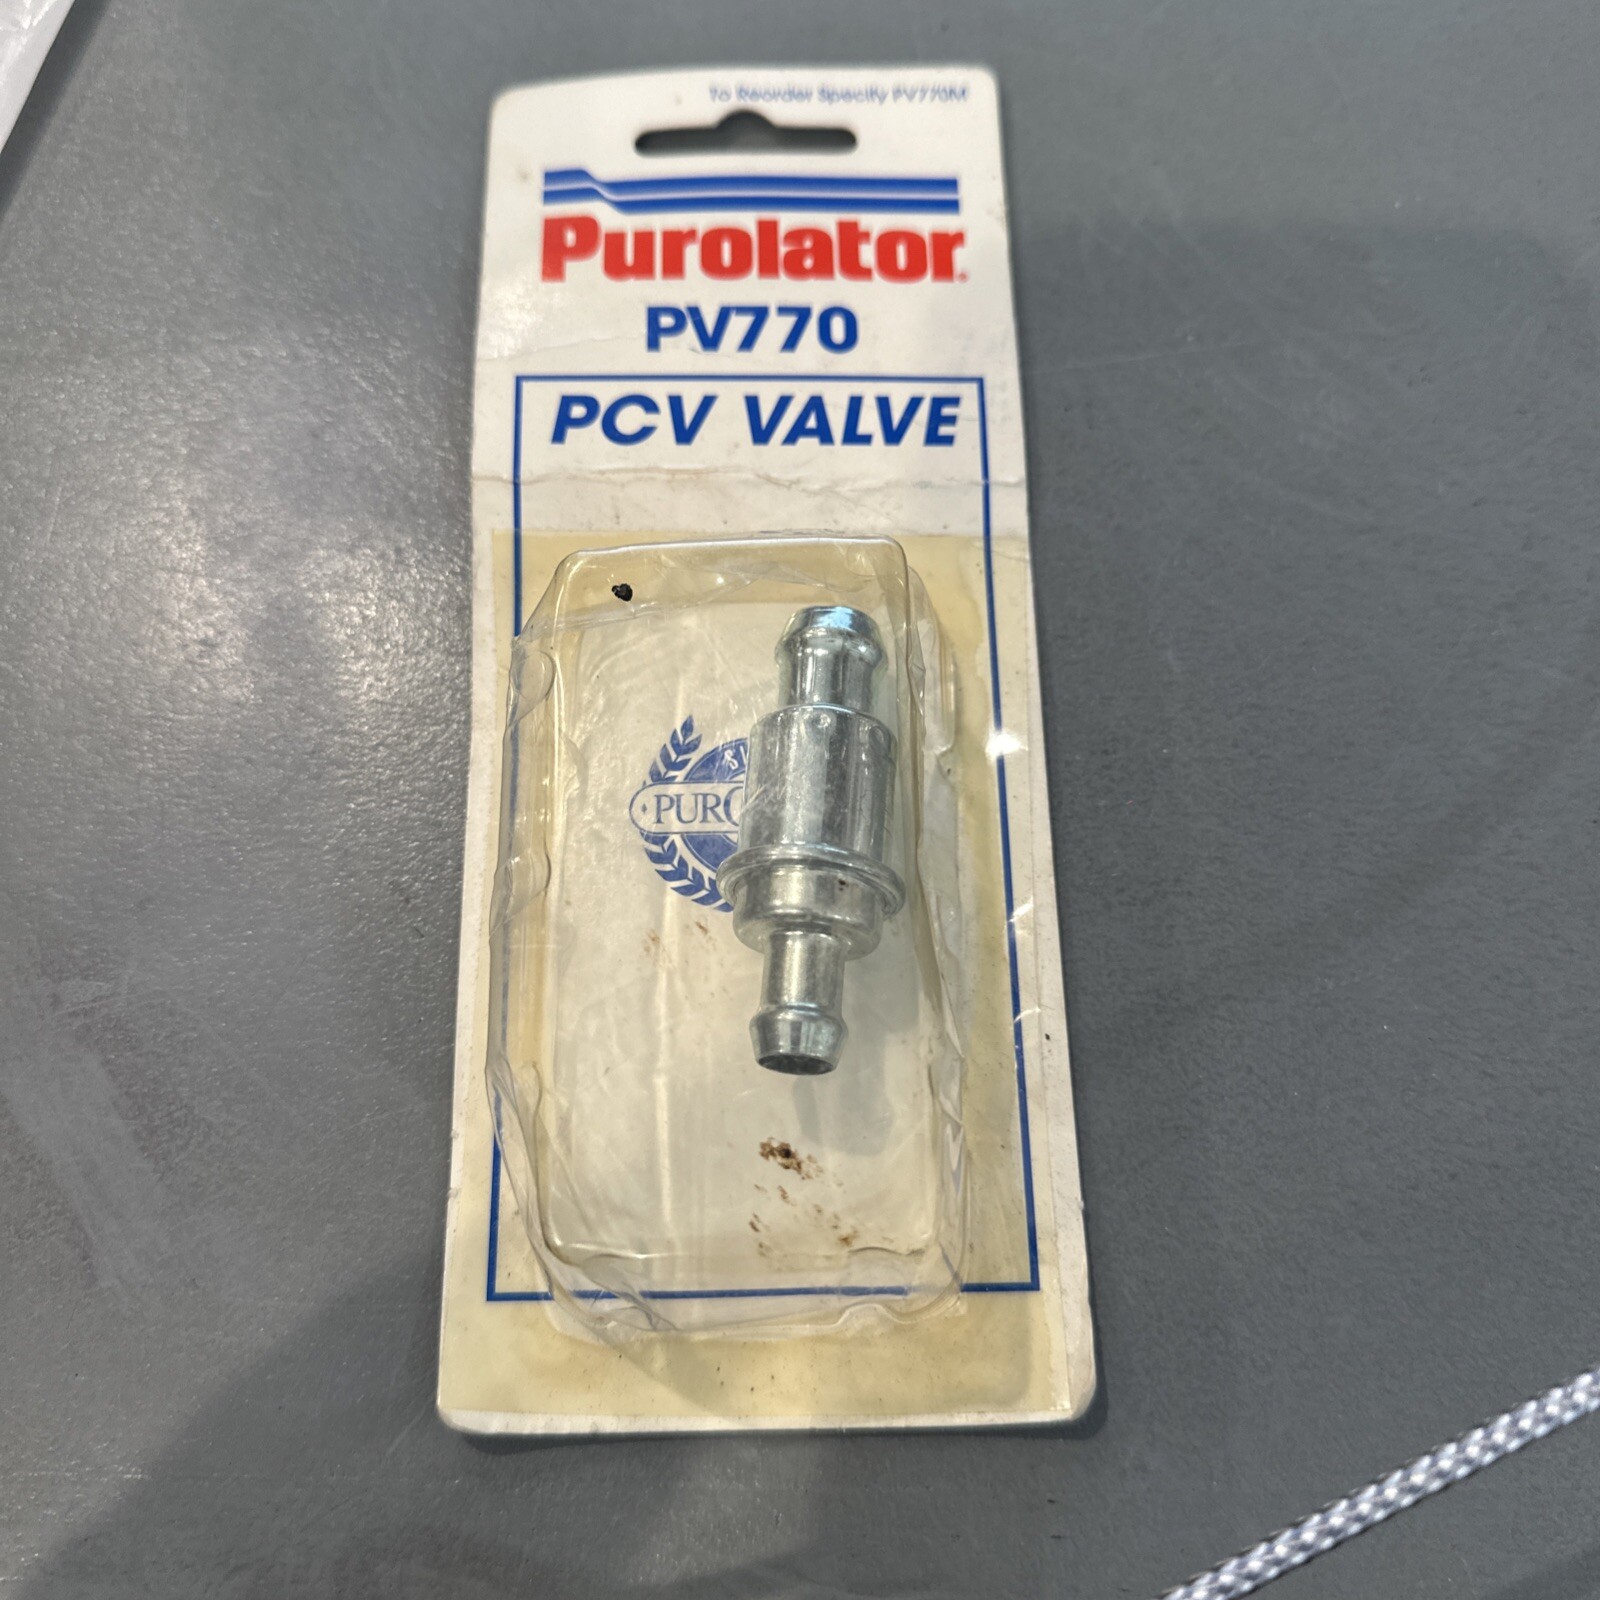 To Reorder Specify PV770M
Purolator
PV770
PCV VALVE
PURO